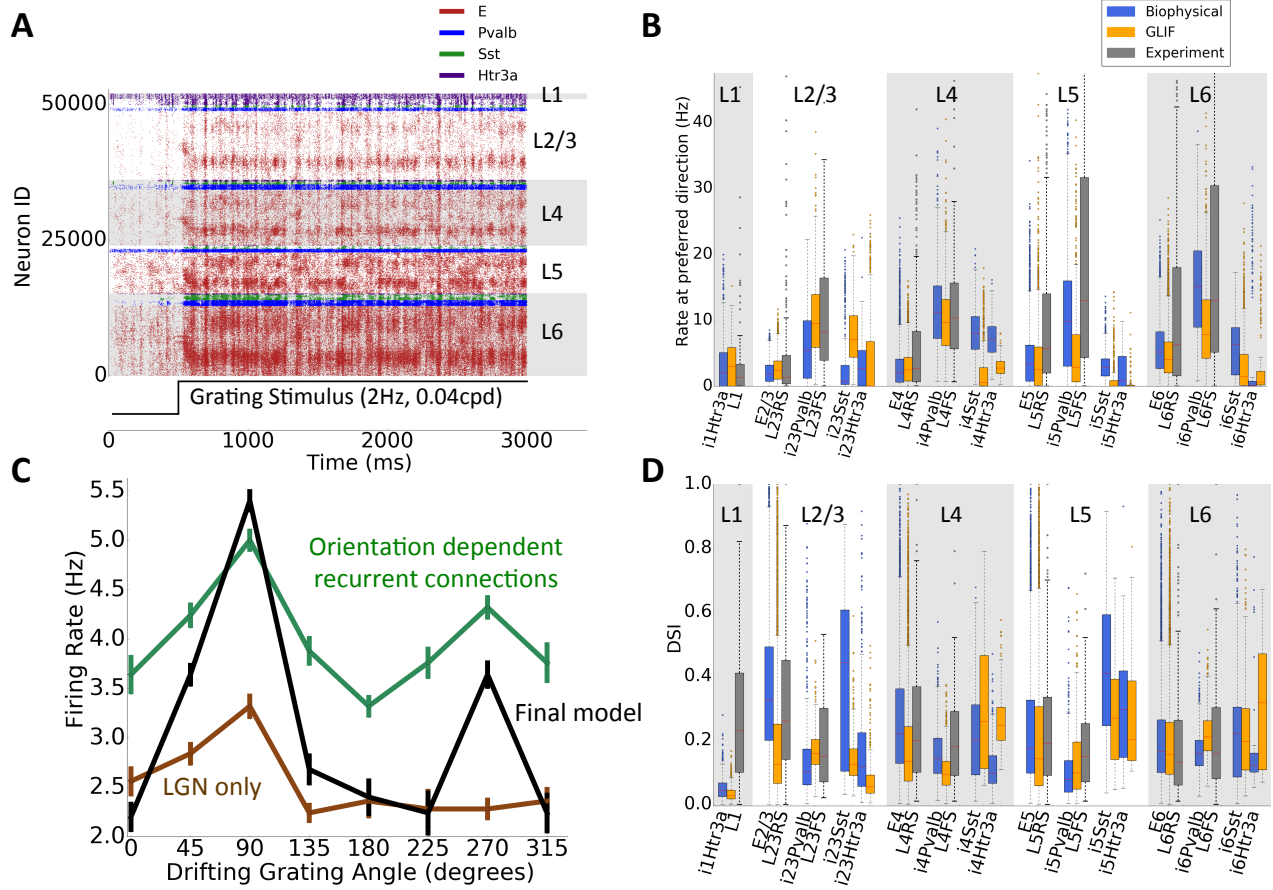 A
E
Pvalb
Sst
Htr3a
50000
25000
0
Neuron ID
L1
L2/3
L4
L5
L6
Grating Stimulus (2Hz, 0.04cpd)
0 1000 2000 3000
Time (ms)
B
Biophysical
GLIF
Experiment
L1 L2/3 L4 L5 L6
Rate at preferred direction (Hz)
40
30
20
10
0
i1Htr3a
L1
E2/3
L23RS
i23Pvalb
L23FS
i23Sst
i23Htr3a
E4
L4RS
i4Pvalb
L4FS
i4Sst
i4Htr3a
E5
L5RS
i5Pvalb
L5FS
i5Sst
i5Htr3a
E6
L6RS
i6Pvalb
L6FS
i6Sst
i6Htr3a
C
5.5
5.0
4.5
4.0
3.5
3.0
2.5
2.0
Firing Rate (Hz)
Orientation dependent
recurrent connections
Final model
LGN only
0 45 90 135 180 225 270 315
Drifting Grating Angle (degrees)
D
L1 L2/3 L4 L5 L6
DSI
1.0
0.8
0.6
0.4
0.2
0.0
i1Htr3a
L1
E2/3
L23RS
i23Pvalb
L23FS
i23Sst
i23Htr3a
E4
L4RS
i4Pvalb
L4FS
i4Sst
i4Htr3a
E5
L5RS
i5Pvalb
L5FS
i5Sst
i5Htr3a
E6
L6RS
i6Pvalb
L6FS
i6Sst
i6Htr3a